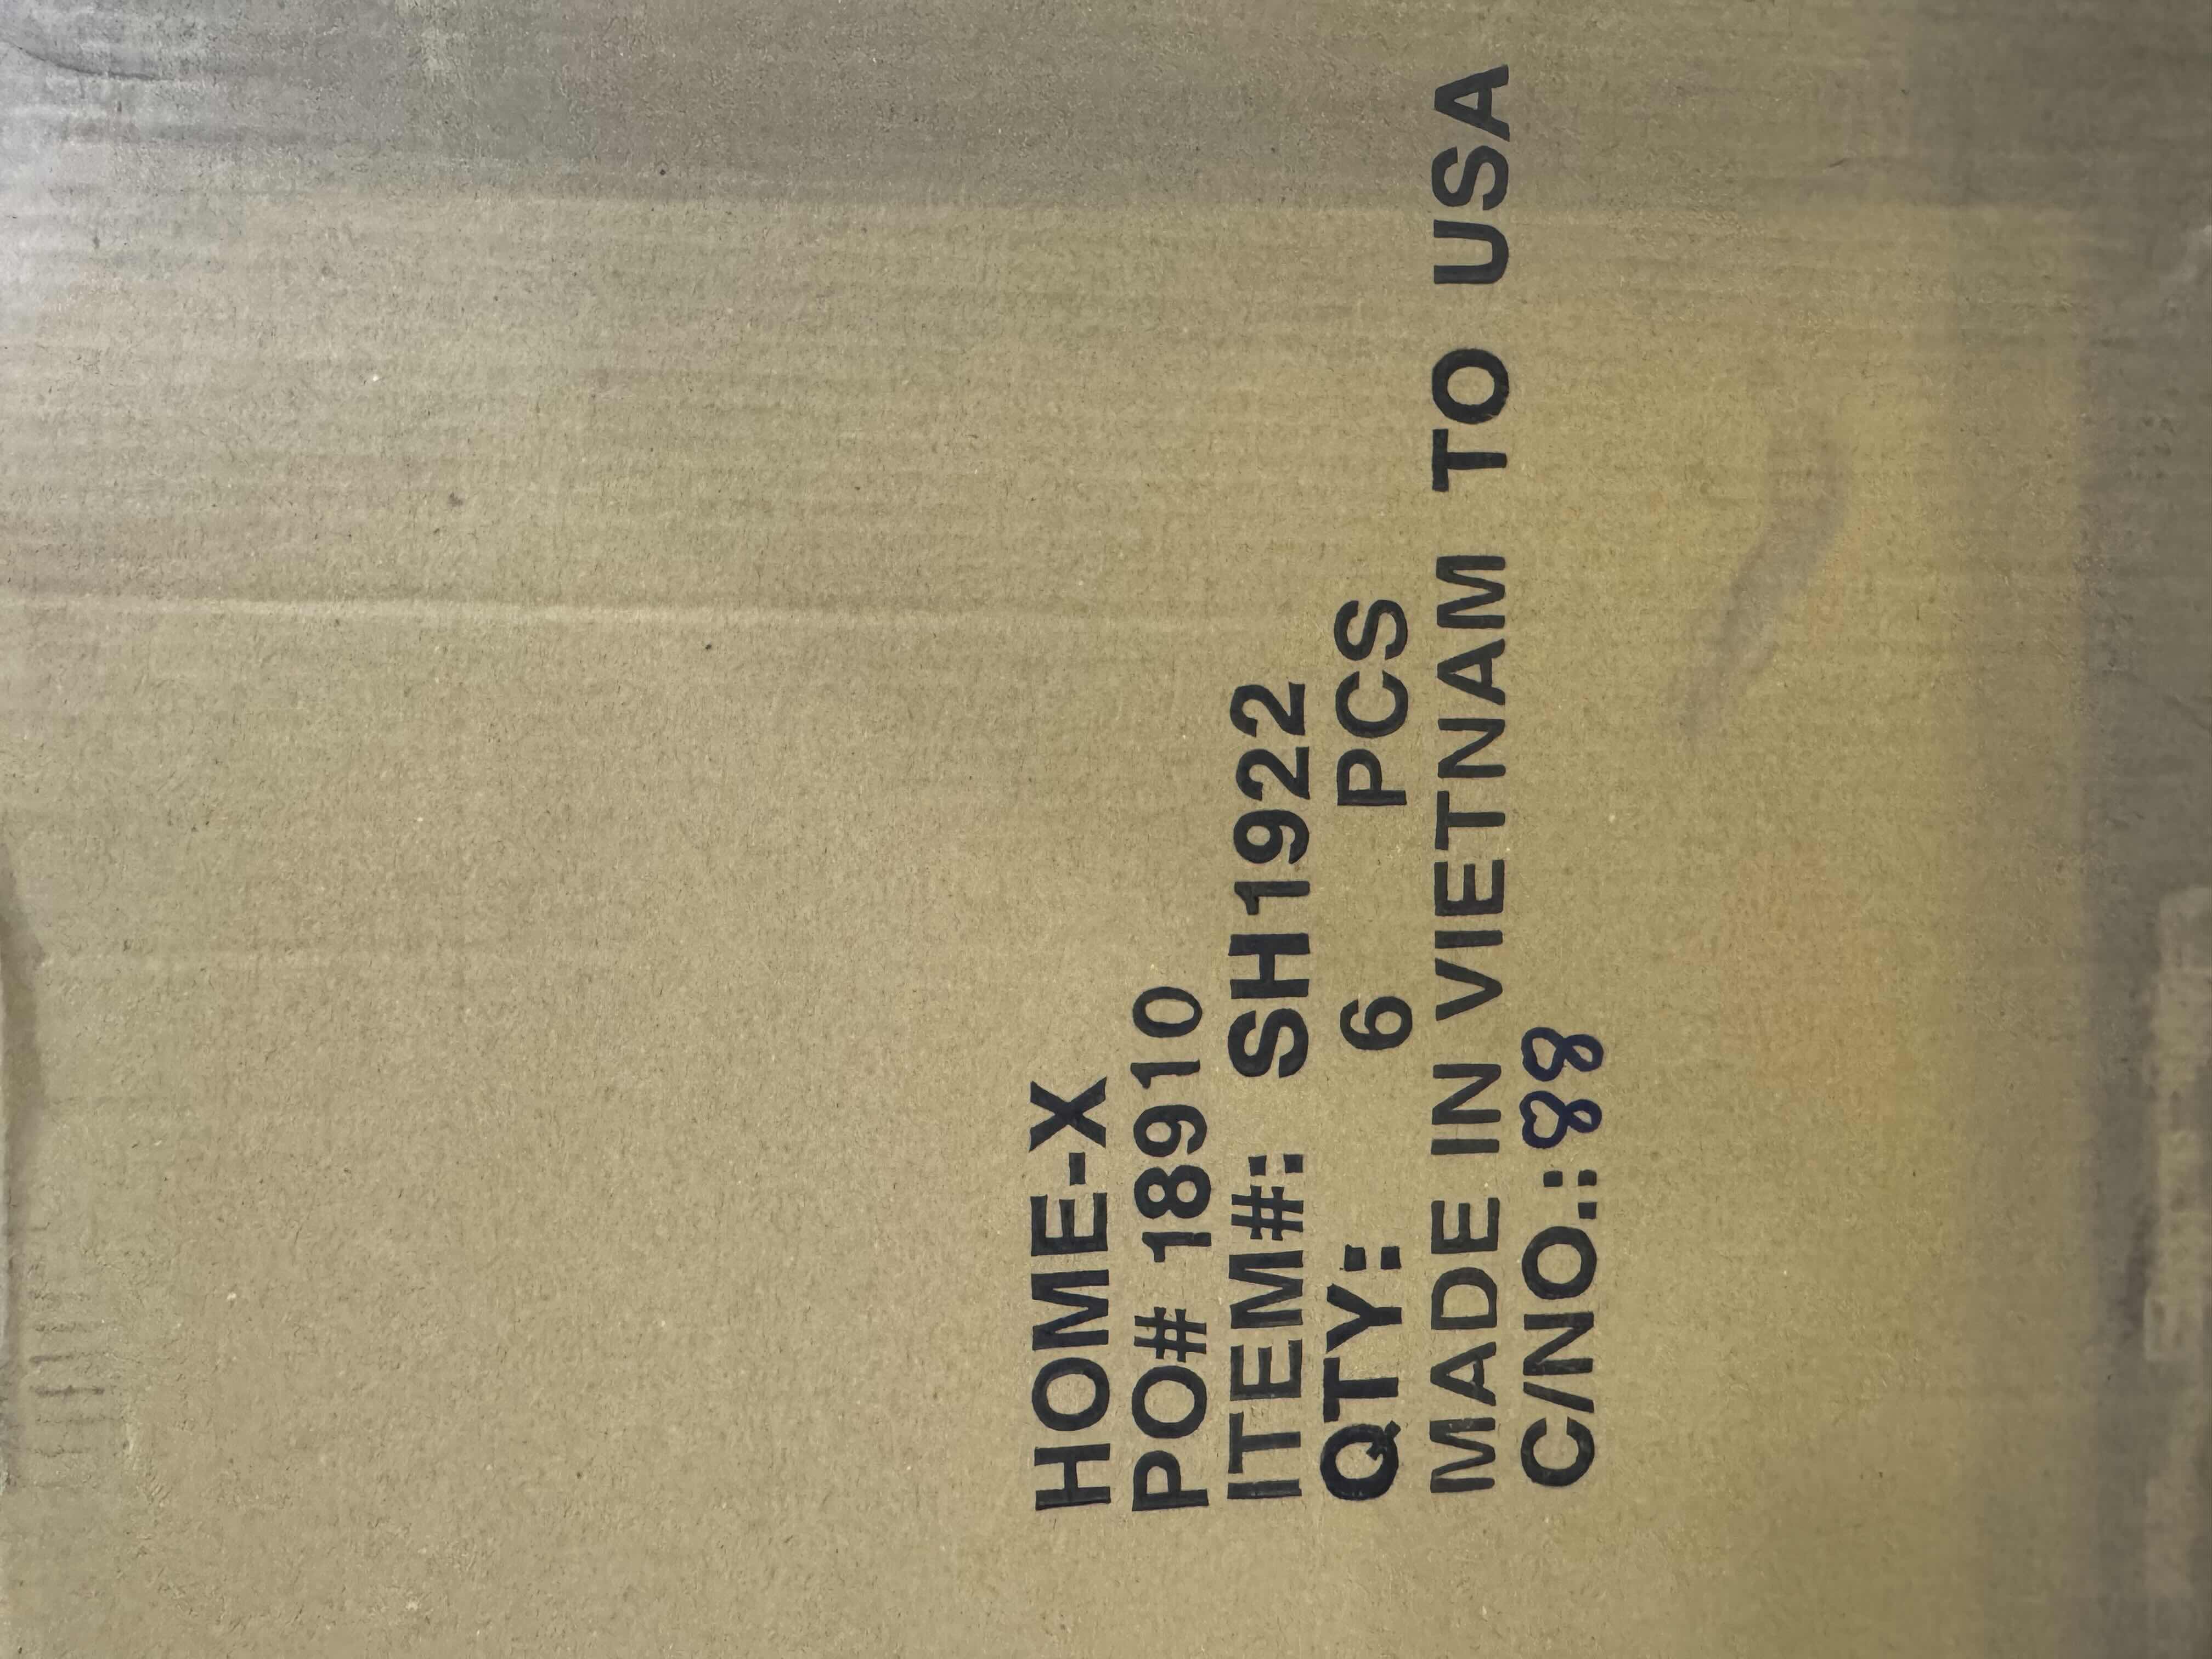 HOME-X
PO# 18910
ITEM#: SH1922
QTY: 6 PCS
MADE IN VIETNAM TO USA
C/NO.: 88